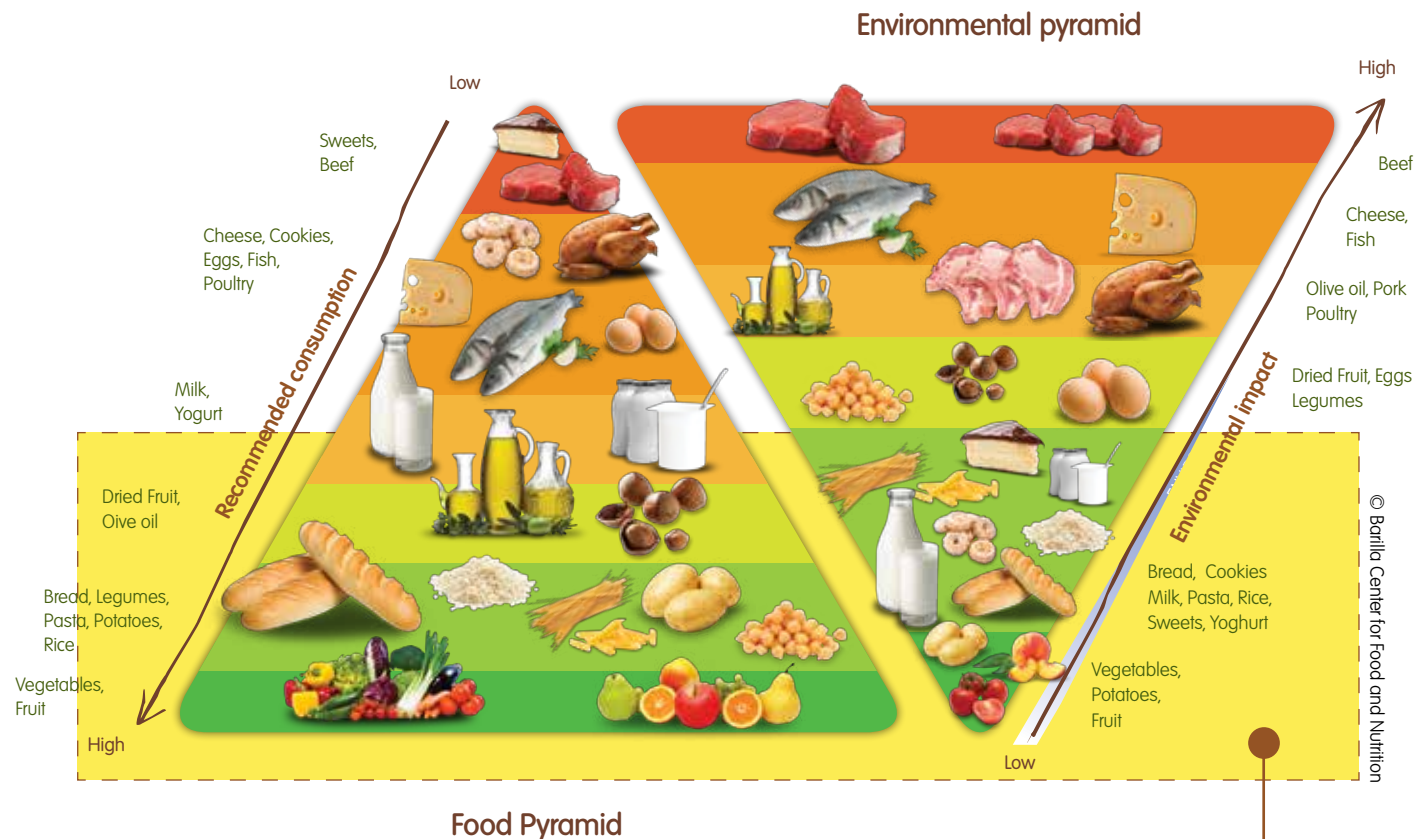 Environmental pyramid
Low
High
Sweets,
Beef
Beef
Cheese, Cookies,
Eggs, Fish,
Poultry
Cheese,
Fish
Recommended consumption
Olive oil, Pork
Poultry
Milk,
Yogurt
Dried Fruit, Eggs
Legumes
Environmental impact
Dried Fruit,
Oive oil
Bread, Legumes,
Pasta, Potatoes,
Rice
Bread, Cookies
Milk, Pasta, Rice,
Sweets, Yoghurt
Vegetables,
Fruit
Vegetables,
Potatoes,
Fruit
High
Low
© Barilla Center for Food and Nutrition
Food Pyramid